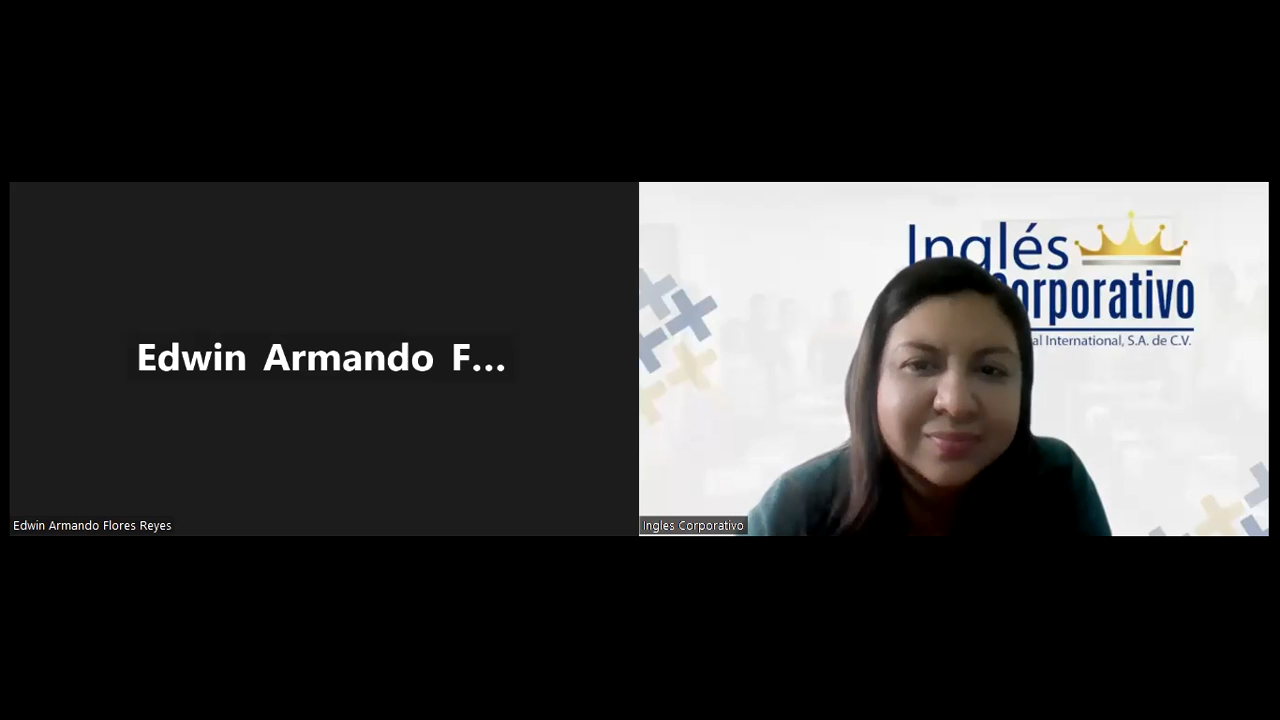 Edwin Armando F...
Edwin Armando Flores Reyes
Inglés
Corporativo
al International, S.A. de C.V.
Ingles Corporativo